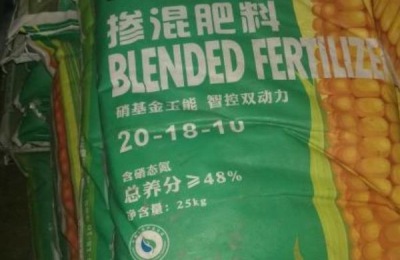 掺混肥料
BLENDED FERTILIZE
硝基金正能 智控双动力
20-18-10
含硝态氮
总养分≥48%
净含量：25kg